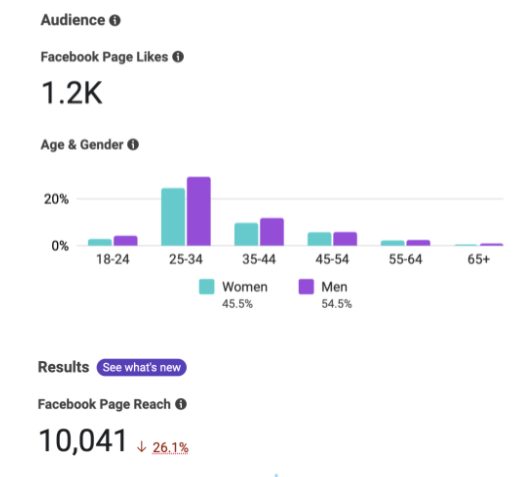 Audience
Facebook Page Likes
1.2K
Age & Gender
20%
0%
18-24 25-34 35-44 45-54 55-64 65+
Women Men
45.5% 54.5%
Results See what's new
Facebook Page Reach
10,041 ↓ 26.1%